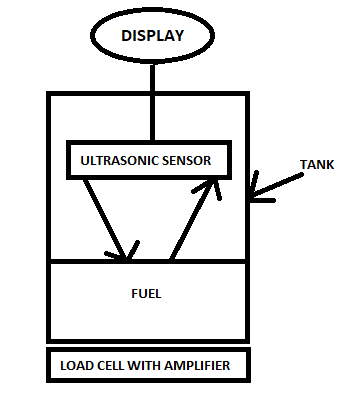 DISPLAY
ULTRASONIC SENSOR
TANK
FUEL
LOAD CELL WITH AMPLIFIER